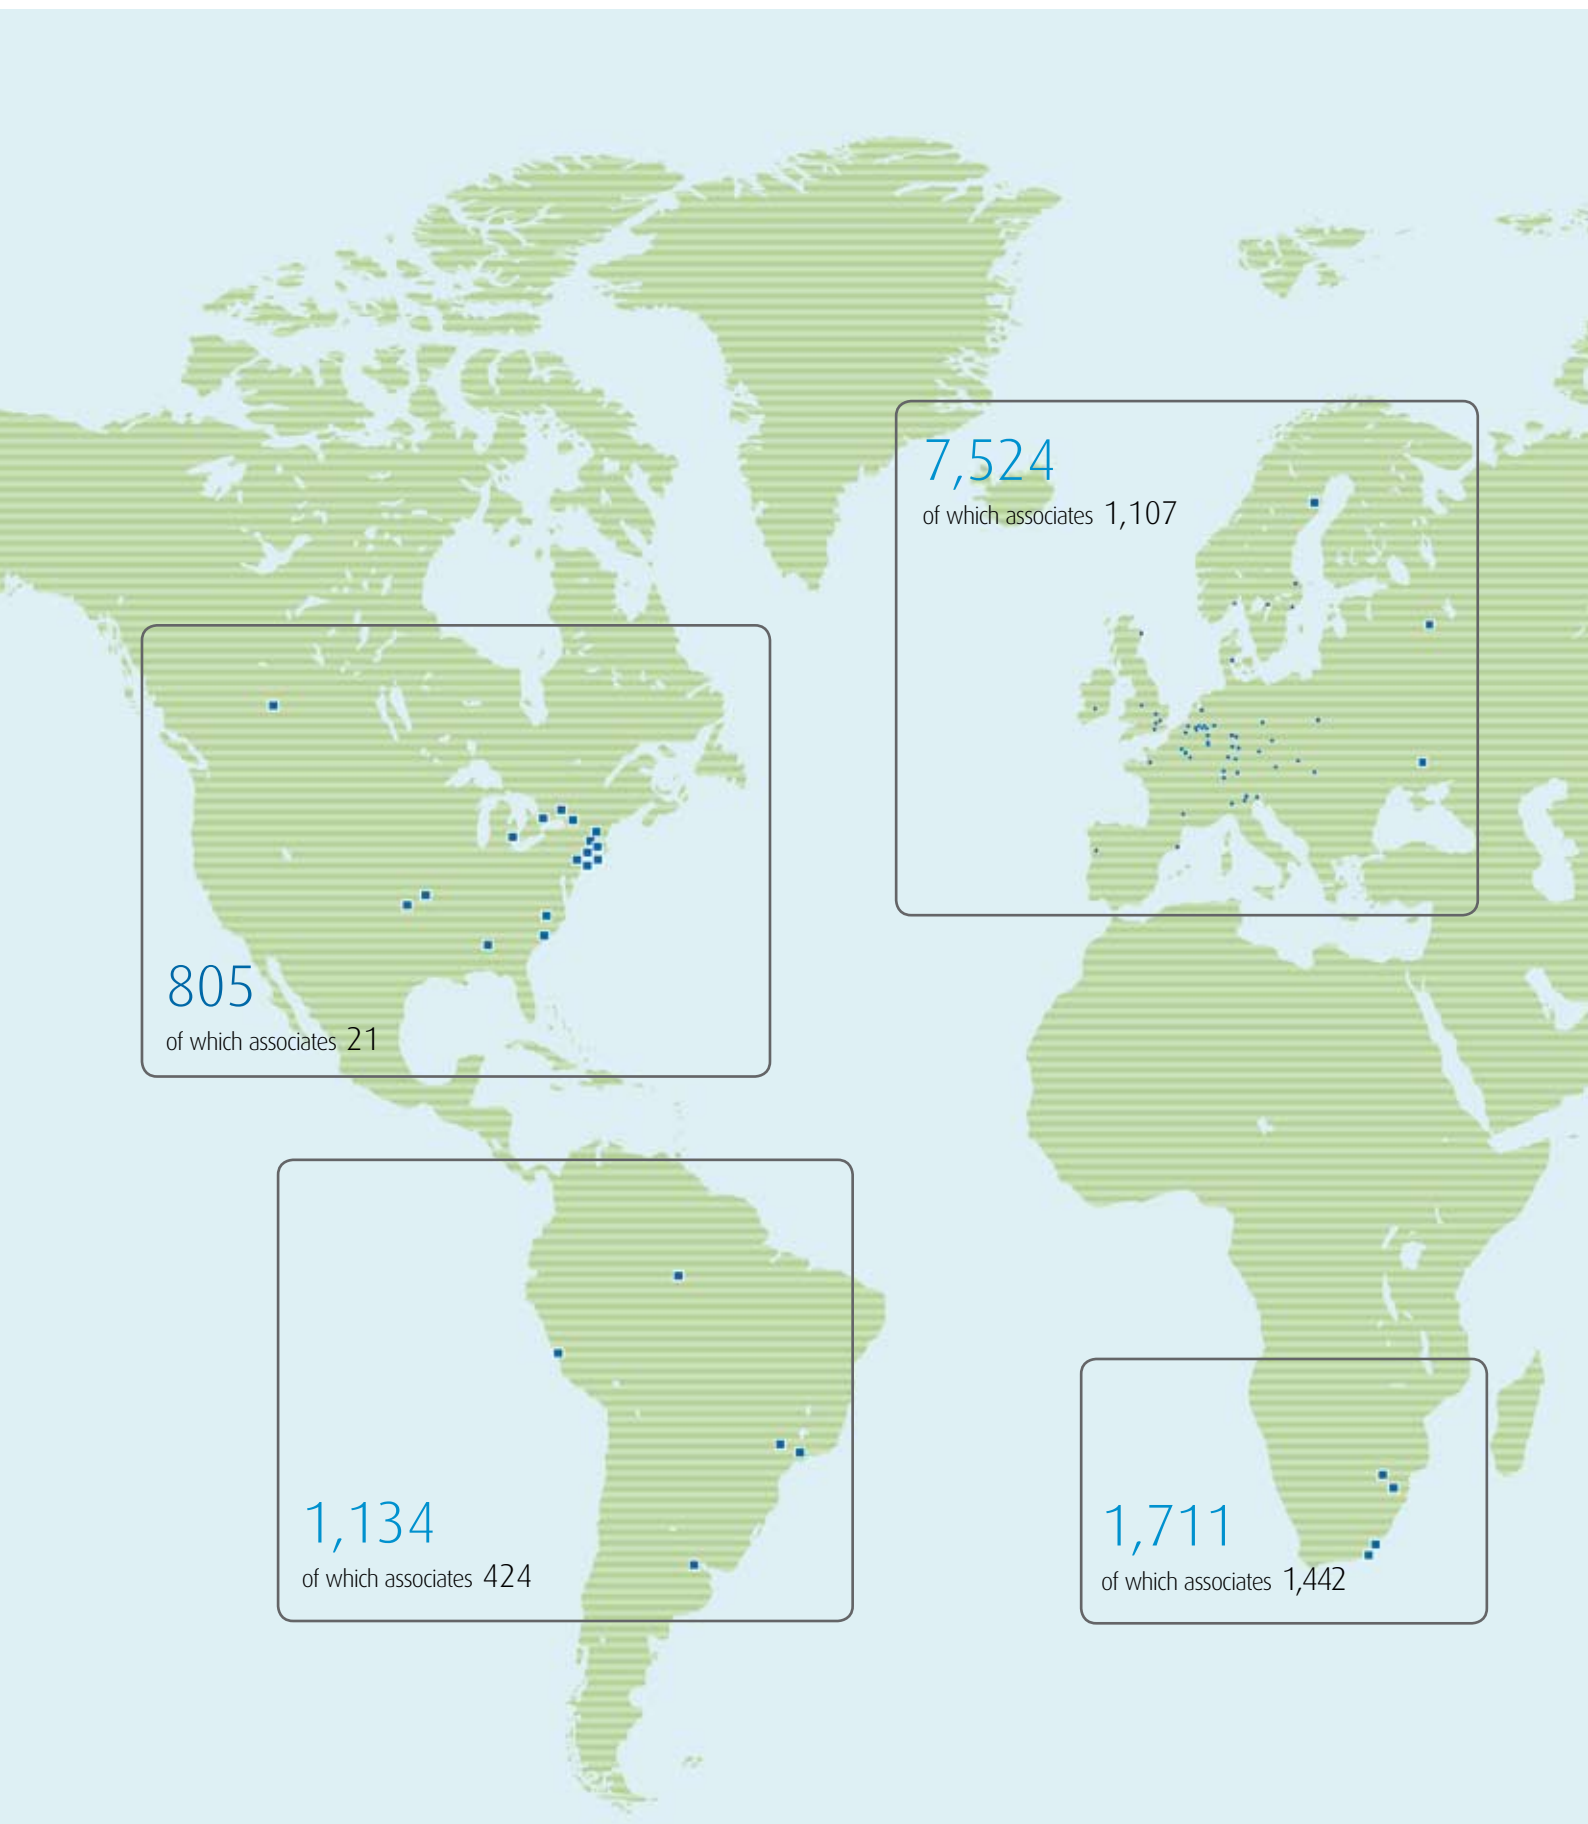 7,524
of which associates 1,107
805
of which associates 21
1,134
of which associates 424
1,711
of which associates 1,442